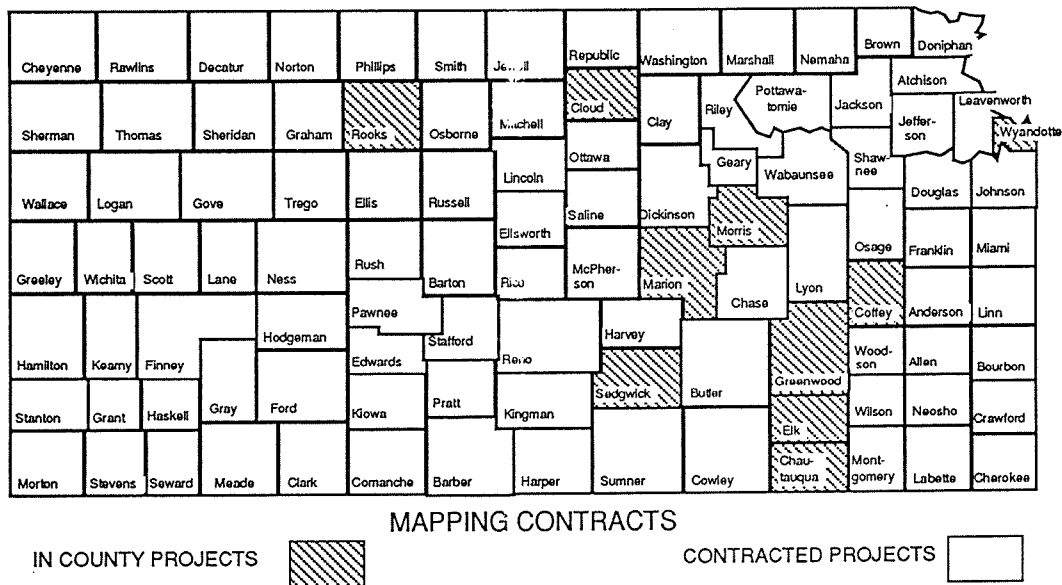 Cheyenne Rawlins Decatur Norton Phillips Smith Jewell Republic Washington Marshall Nemaha Brown Doniphan
Atchison
Sherman Thomas Sheridan Graham Rooks Osborne Mitchell Cloud Clay Riley Pottawa-
tomie
Jackson
Jeffer-
son
Leavenworth
Wyandotte
Ottawa
Geary
Wabaunsee
Shaw-
nee
Wallace Logan Gove Trego Ellis Russell Lincoln
Saline
Dickinson
Morris
Douglas Johnson
Ellsworth
Osage
Franklin Miami
Greeley Wichita Scott Lane Ness Rush Barton Rice
McPher-
son
Marion
Chase
Lyon
Coffey
Anderson Linn
Pawnee
Hodgeman
Stafford
Harvey
Hamilton Kearny Finney Edwards Reno
Greenwood
Wood-
son
Allen Bourbon
Stanton Grant Haskell Gray Ford Kiowa Pratt Kingman Sedgwick Butler
Elk
Wilson Neosho Crawford
Morton Stevens Seward Meade Clark Comanche Barber Harper Sumner Cowley
Chau-
tauqua
Mont-
gomery
Labette Cherokee
MAPPING CONTRACTS
IN COUNTY PROJECTS CONTRACTED PROJECTS